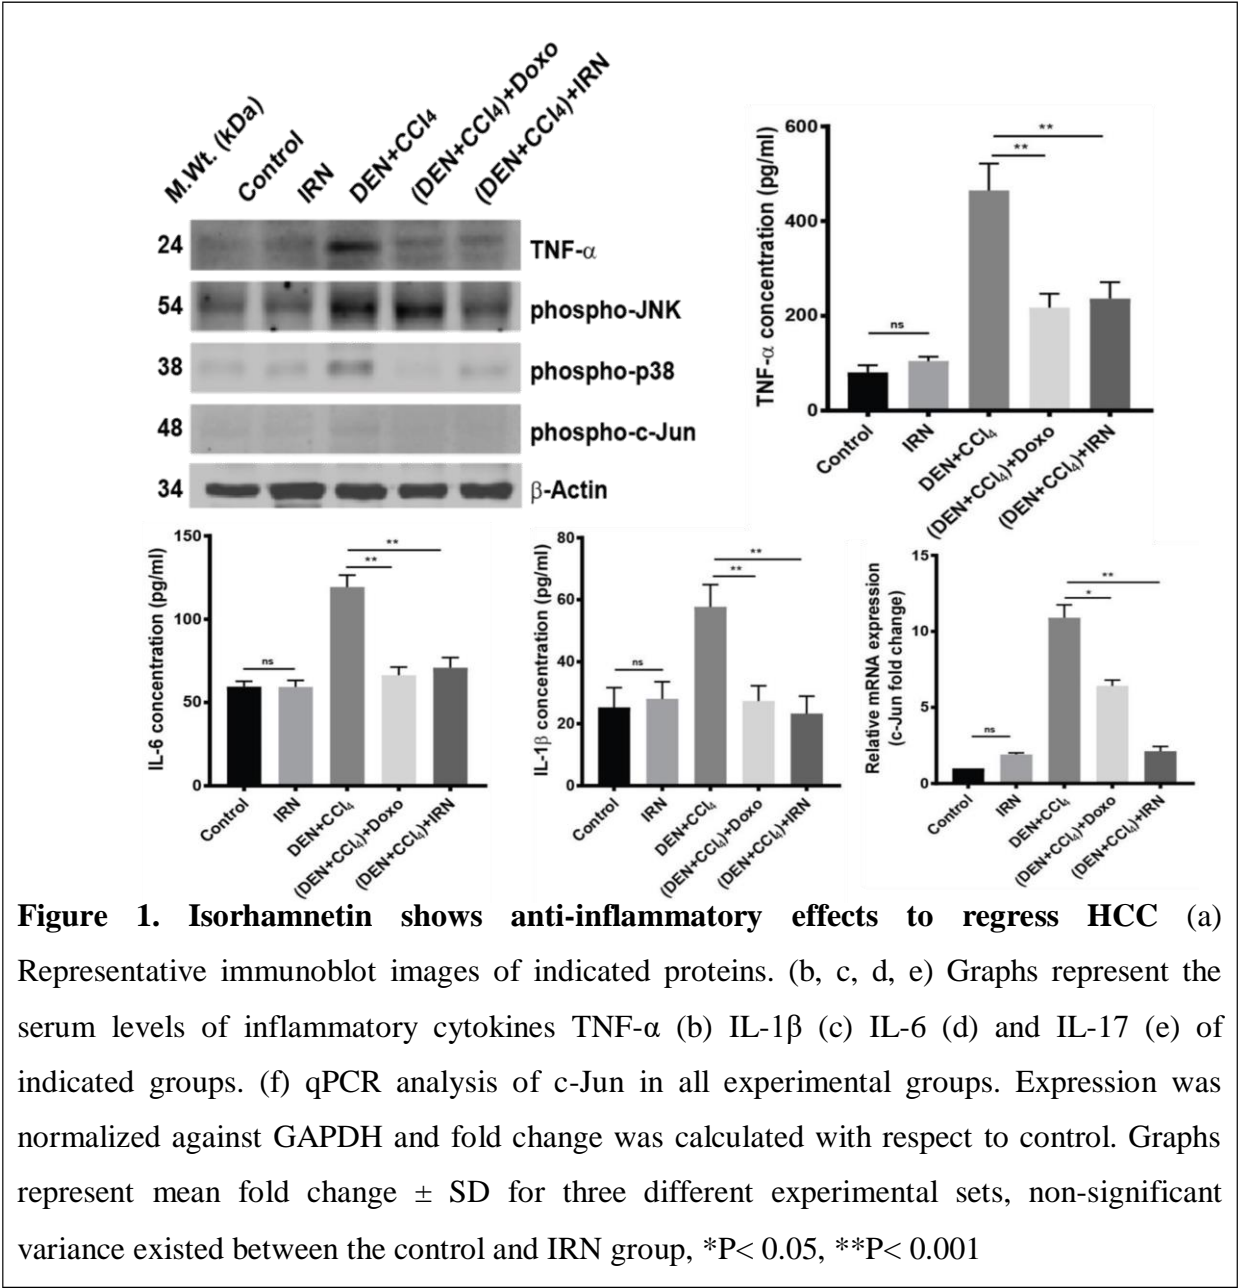 M.Wt. (kDa)
Control
IRN
DEN+CCl4
(DEN+CCl4)+Doxo
(DEN+CCl4)+IRN
24
TNF-α
54
phospho-JNK
38
phospho-p38
48
phospho-c-Jun
34
β-Actin
TNF-α concentration (pg/ml)
600
400
200
0
ns
**
**
Control
IRN
DEN+CCl₄
(DEN+CCl₄)+Doxo
(DEN+CCl₄)+IRN
IL-6 concentration (pg/ml)
150
100
50
0
ns
**
**
Control
IRN
DEN+CCl₄
(DEN+CCl₄)+Doxo
(DEN+CCl₄)+IRN
IL-1β concentration (pg/ml)
80
60
40
20
0
ns
**
**
Control
IRN
DEN+CCl₄
(DEN+CCl₄)+Doxo
(DEN+CCl₄)+IRN
Relative mRNA expression
(c-Jun fold change)
15
10
5
0
ns
**
*
Control
IRN
DEN+CCl₄
(DEN+CCl₄)+Doxo
(DEN+CCl₄)+IRN
Figure 1. Isorhamnetin shows anti-inflammatory effects to regress HCC (a)
Representative immunoblot images of indicated proteins. (b, c, d, e) Graphs represent the
serum levels of inflammatory cytokines TNF-α (b) IL-1β (c) IL-6 (d) and IL-17 (e) of
indicated groups. (f) qPCR analysis of c-Jun in all experimental groups. Expression was
normalized against GAPDH and fold change was calculated with respect to control. Graphs
represent mean fold change ± SD for three different experimental sets, non-significant
variance existed between the control and IRN group, *P< 0.05, **P< 0.001